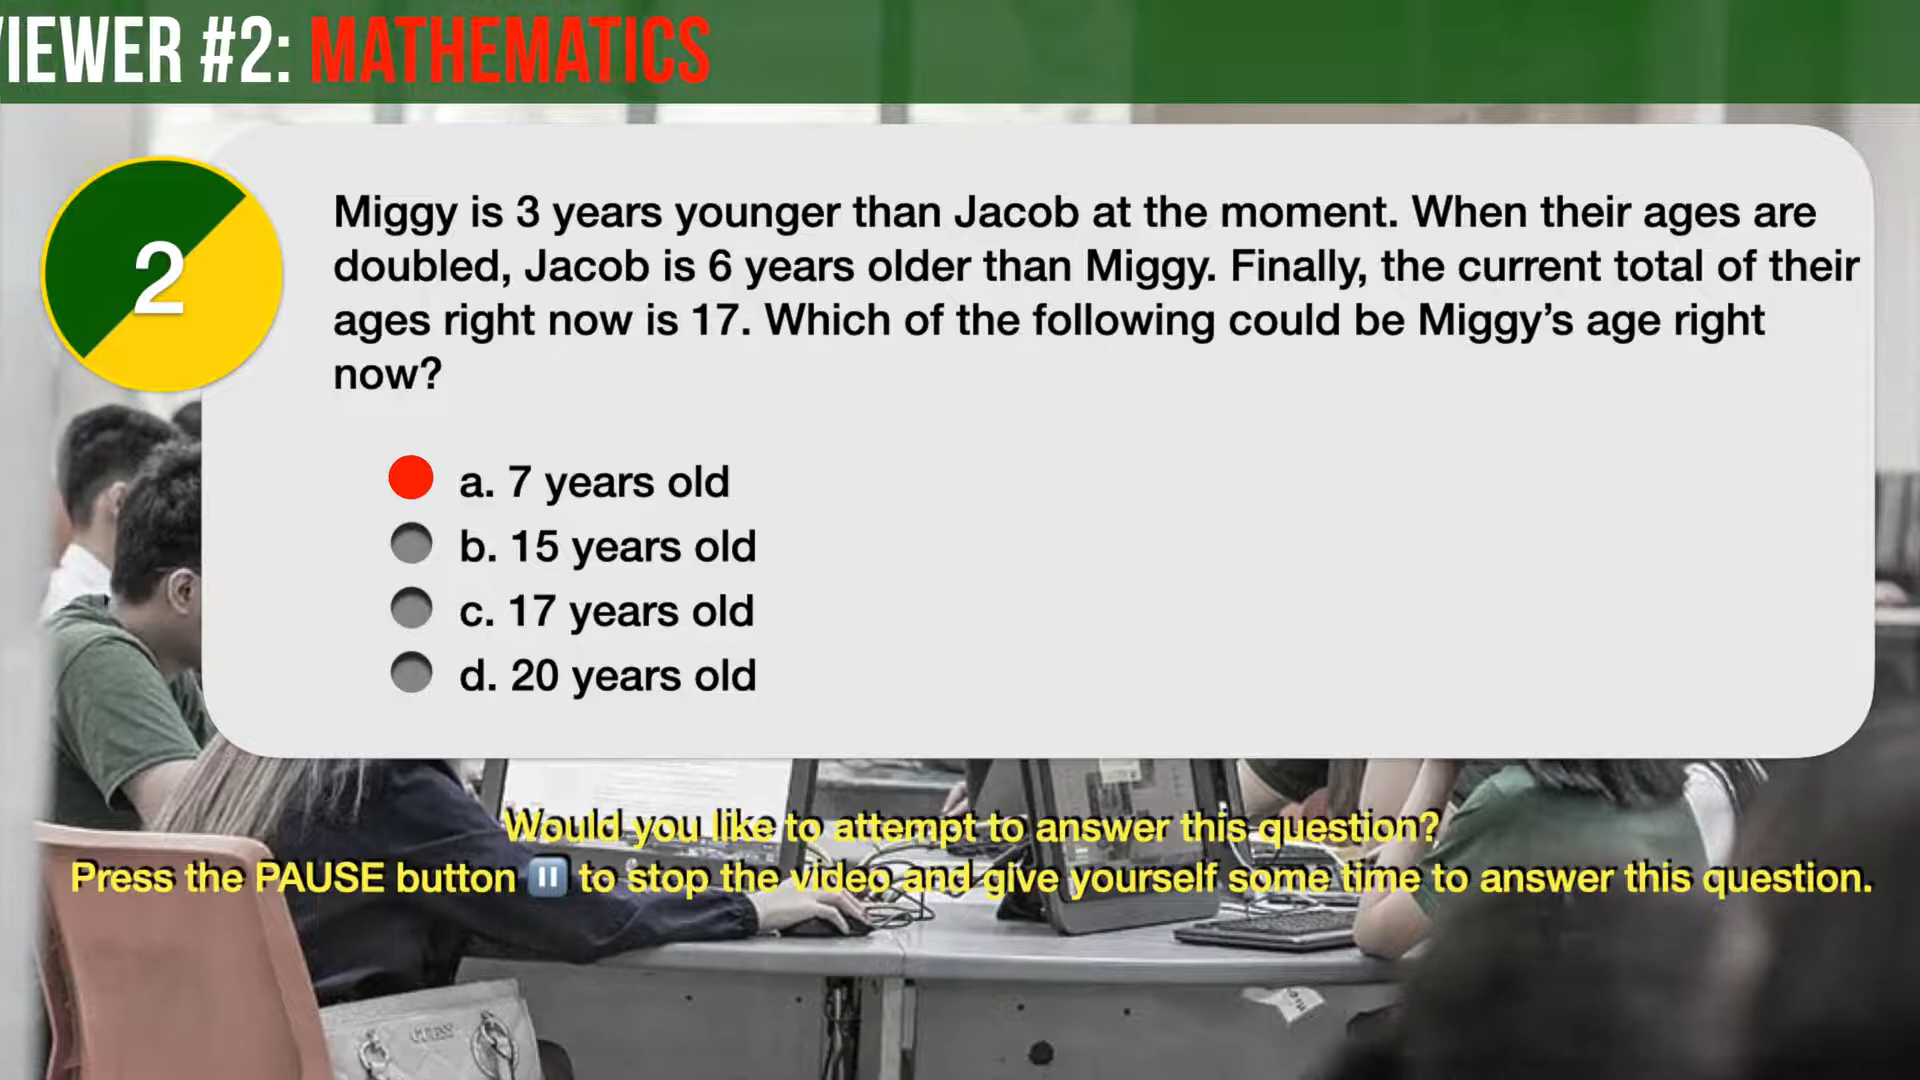 VIEWER #2: MATHEMATICS
2
Miggy is 3 years younger than Jacob at the moment. When their ages are
doubled, Jacob is 6 years older than Miggy. Finally, the current total of their
ages right now is 17. Which of the following could be Miggy’s age right
now?
a. 7 years old
b. 15 years old
c. 17 years old
d. 20 years old
Would you like to attempt to answer this question?
Press the PAUSE button ⏸ to stop the video and give yourself some time to answer this question.
GUESS